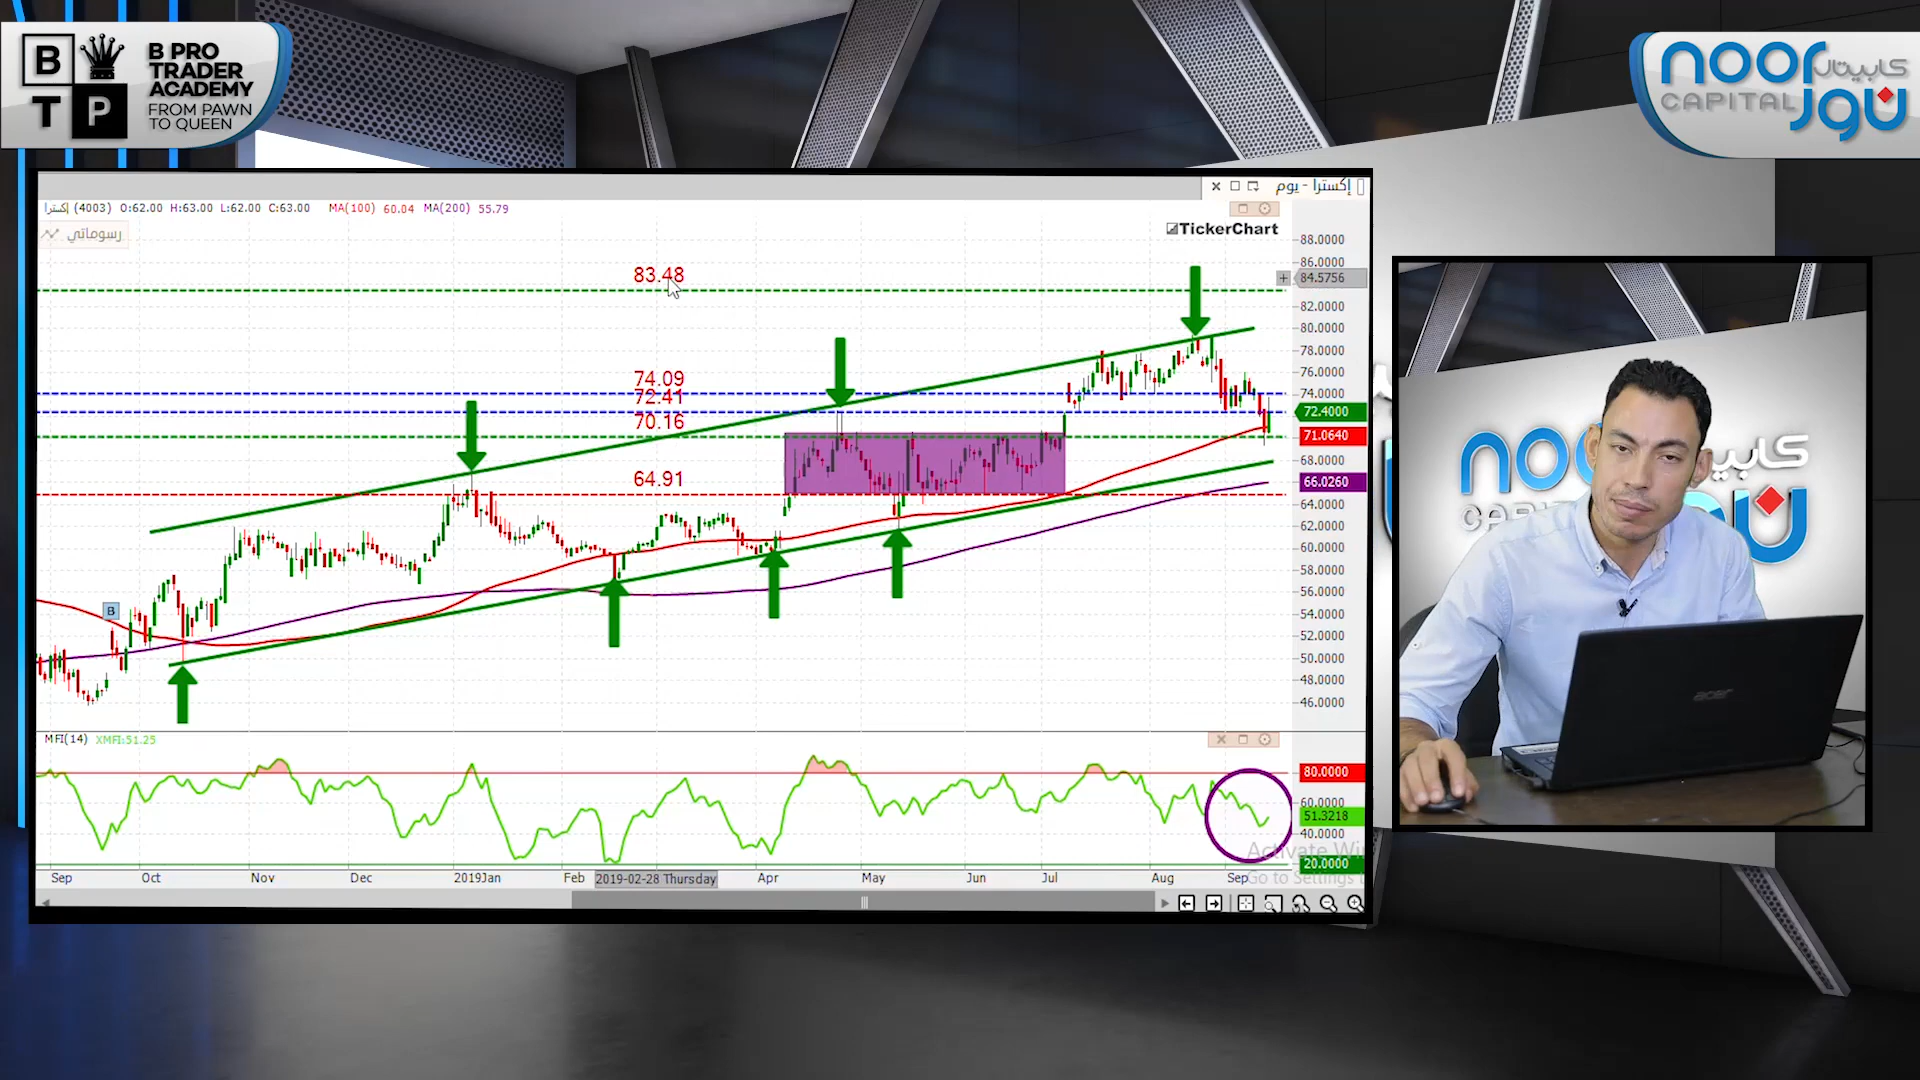 B
T P
B PRO
TRADER
ACADEMY
FROM PAWN
TO QUEEN
noor كابيتال
CAPITAL نور
إكسترا - يوم
إكسترا (4003) O:62.00 H:63.00 L:62.00 C:63.00 MA(100) 60.04 MA(200) 55.79
رسوماتي
TickerChart
88.0000
86.0000
84.5756
82.0000
80.0000
78.0000
76.0000
74.0000
72.4000
71.0640
68.0000
66.0260
64.0000
62.0000
60.0000
58.0000
56.0000
54.0000
52.0000
50.0000
48.0000
46.0000
83.48
74.09
72.41
70.16
64.91
B
MFI(14) XMFI:51.25
80.0000
60.0000
51.3218
40.0000
20.0000
Activate Wi
Go to Settings t
Sep Oct Nov Dec 2019Jan Feb 2019-02-28 Thursday Apr May Jun Jul Aug Sep
كابيتال
acer